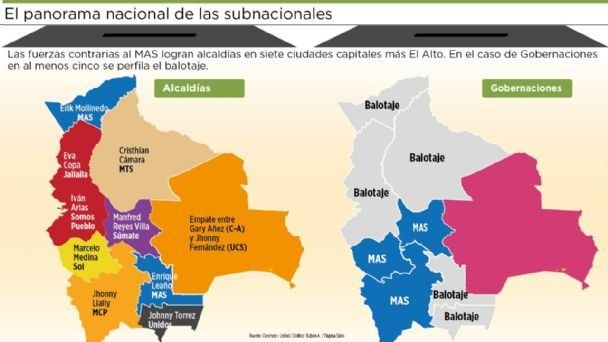 El panorama nacional de las subnacionales
Las fuerzas contrarias al MAS logran alcaldías en siete ciudades capitales más El Alto. En el caso de Gobernaciones
en al menos cinco se perfila el balotaje.
Alcaldías
Erik Mollinedo
MAS
Eva
Copa
Jallalla
Cristhian
Cámara
MTS
Iván
Arias
Somos
Pueblo
Manfred
Reyes Villa
Súmate
Empate entre
Gary Añez (C-A)
y Jhonny
Fernández (UCS)
Marcelo
Medina
Sol
Enrique
Leaño
MAS
Jhonny
Llally
MCP
Johnny Torrez
Unidos
Gobernaciones
Balotaje
Balotaje
Balotaje
MAS
MAS
MAS
Balotaje
Balotaje
Página Siete